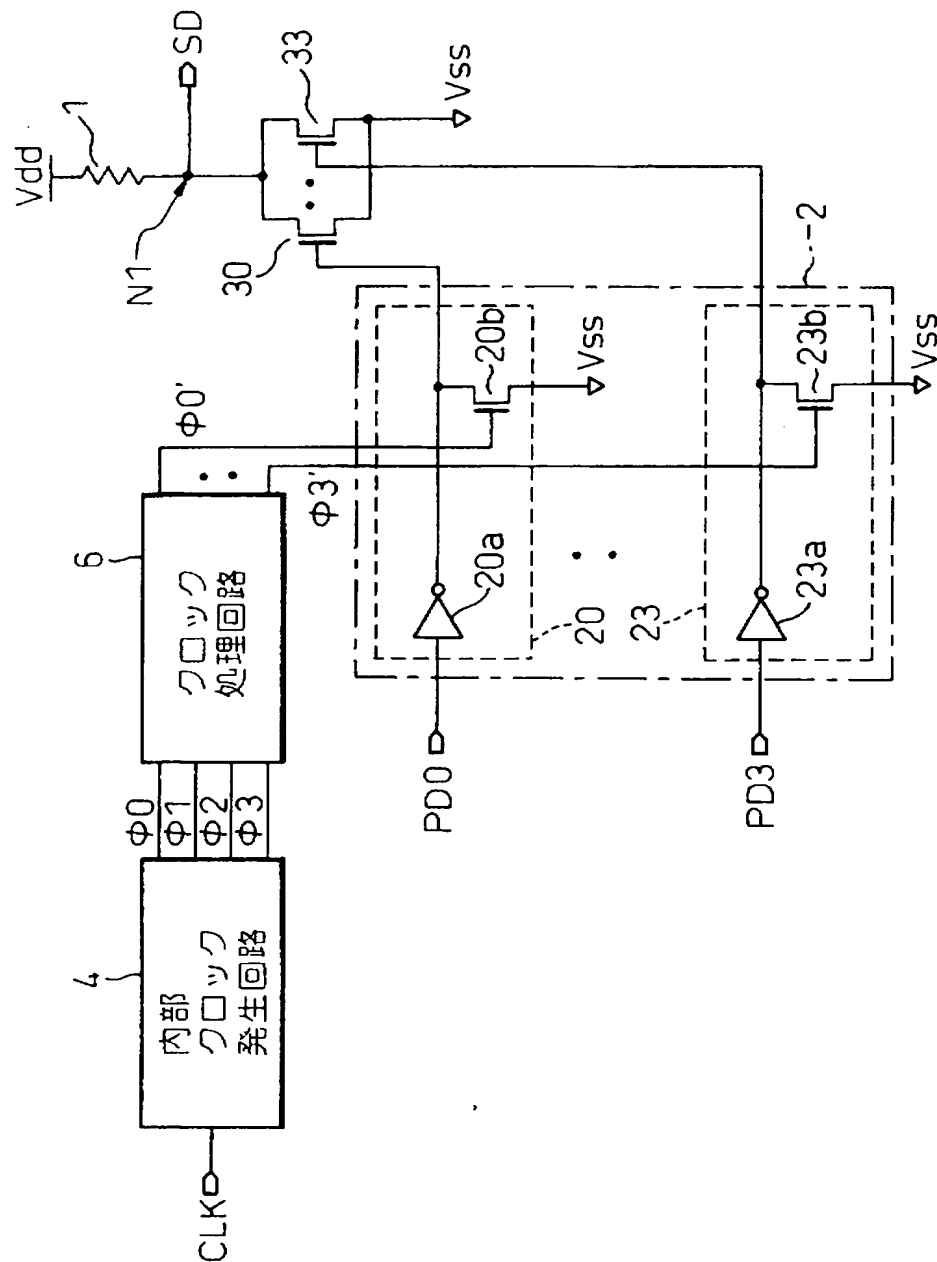 CLK
4
内部
クロック
発生回路
Φ0
Φ1
Φ2
Φ3
6
クロック
処理回路
Φ0'
Φ3'
Vdd
1
N1
SD
30
33
Vss
2
PD0
20a
20
20b
Vss
PD3
23a
23
23b
Vss